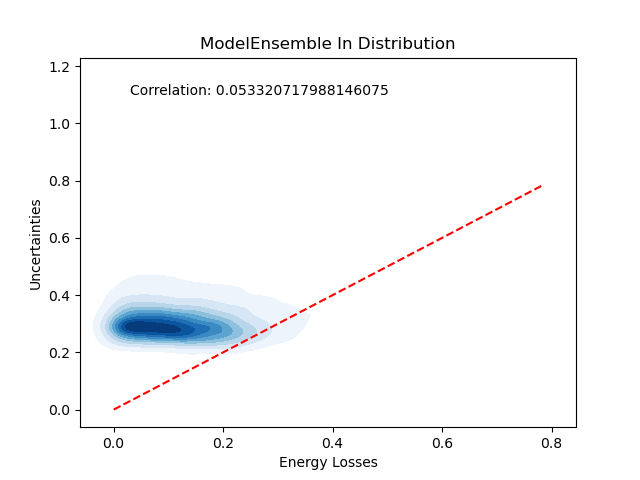 ModelEnsemble In Distribution
Correlation: 0.053320717988146075
Uncertainties
1.2
1.0
0.8
0.6
0.4
0.2
0.0
0.0 0.2 0.4 0.6 0.8
Energy Losses